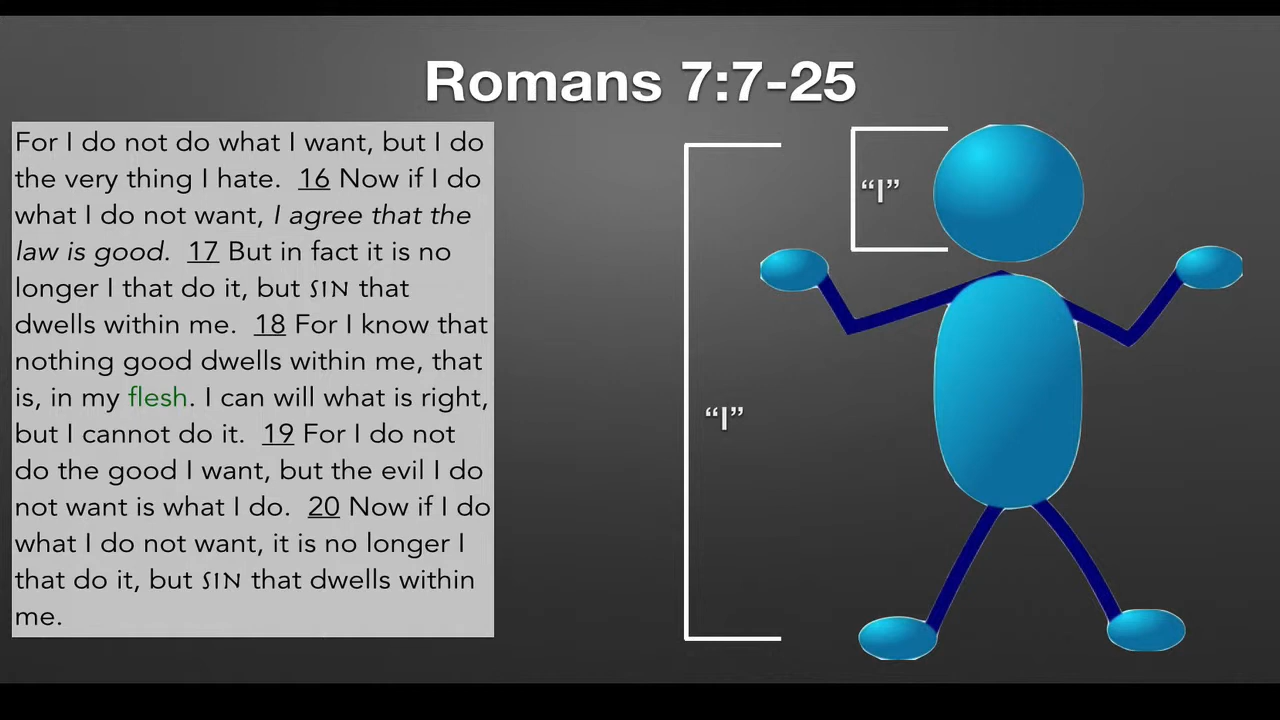 Romans 7:7-25
For I do not do what I want, but I do
the very thing I hate. 16 Now if I do
what I do not want, I agree that the
law is good. 17 But in fact it is no
longer I that do it, but SIN that
dwells within me. 18 For I know that
nothing good dwells within me, that
is, in my flesh. I can will what is right,
but I cannot do it. 19 For I do not
do the good I want, but the evil I do
not want is what I do. 20 Now if I do
what I do not want, it is no longer I
that do it, but SIN that dwells within
me.
“I”
“I”